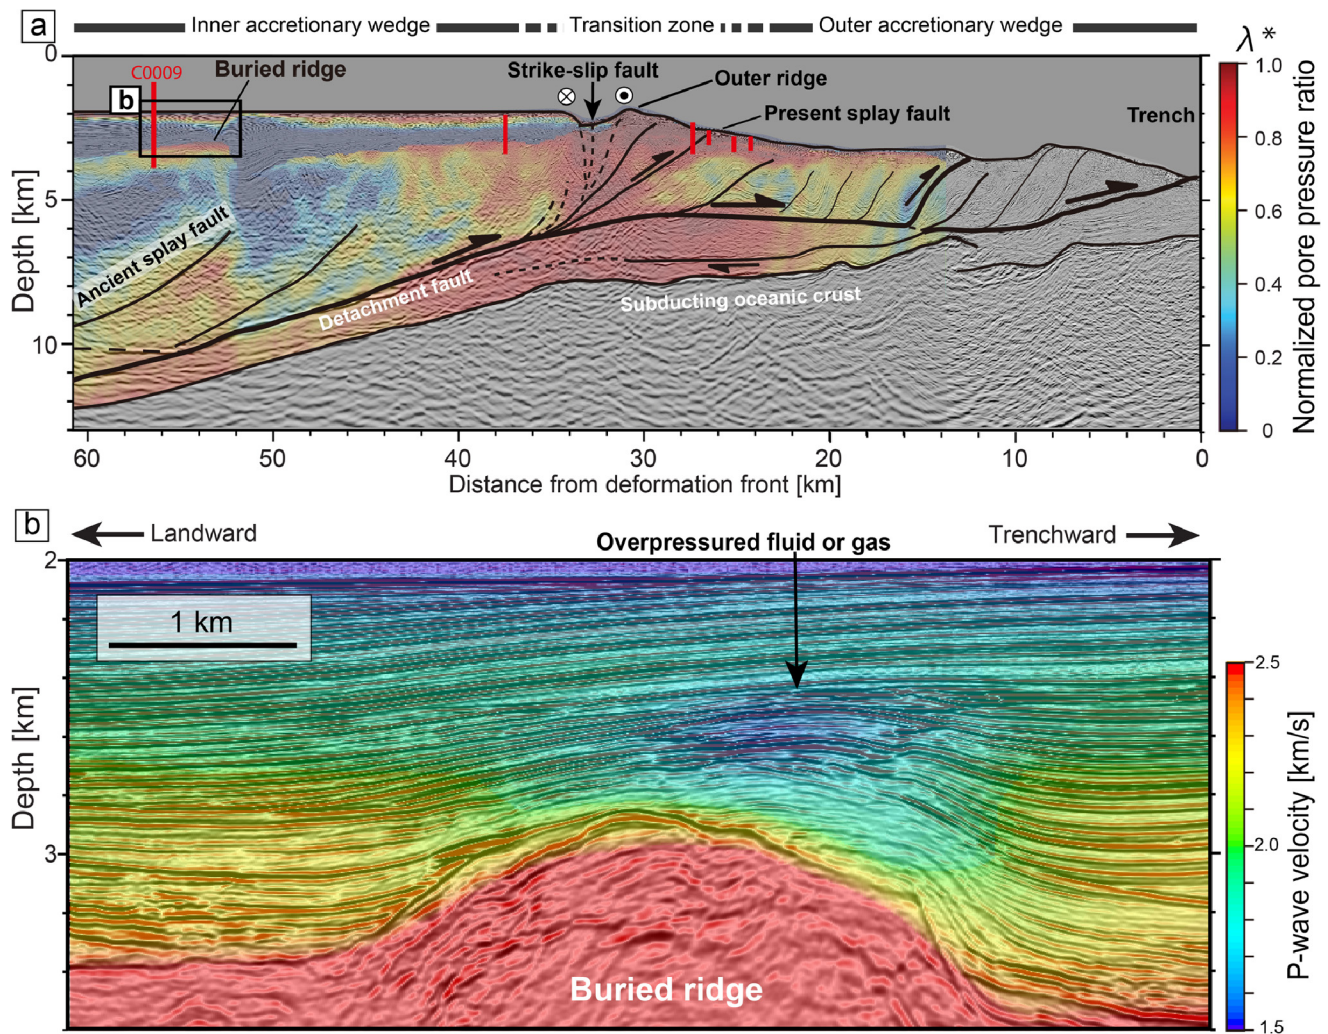 a
Inner accretionary wedge
Transition zone
Outer accretionary wedge
λ*
0
5
10
Depth [km]
C0009
b
Buried ridge
Strike-slip fault
Outer ridge
Present splay fault
Trench
Ancient splay fault
Detachment fault
Subducting oceanic crust
1.0
0.8
0.6
0.4
0.2
0
Normalized pore pressure ratio
60 50 40 30 20 10 0
Distance from deformation front [km]
b
Landward
Trenchward
Overpressured fluid or gas
2
3
Depth [km]
1 km
Buried ridge
2.5
2.0
1.5
P-wave velocity [km/s]